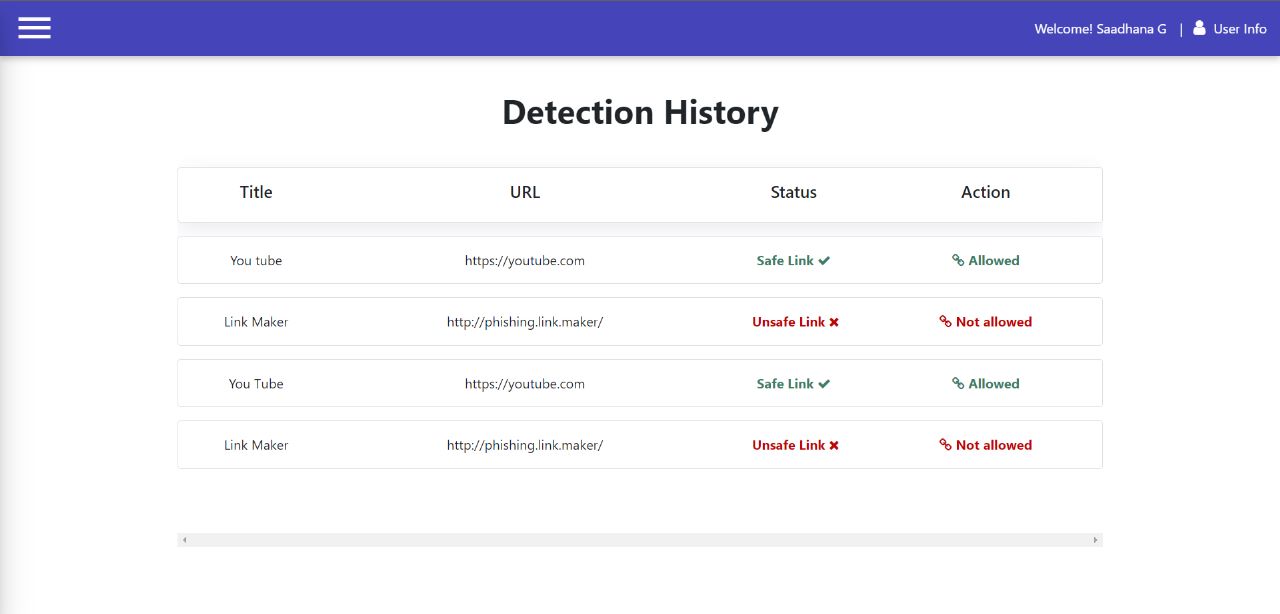 Welcome! Saadhana G | User Info
Detection History
Title URL Status Action
You tube https://youtube.com Safe Link Allowed
Link Maker http://phishing.link.maker/ Unsafe Link Not allowed
You Tube https://youtube.com Safe Link Allowed
Link Maker http://phishing.link.maker/ Unsafe Link Not allowed